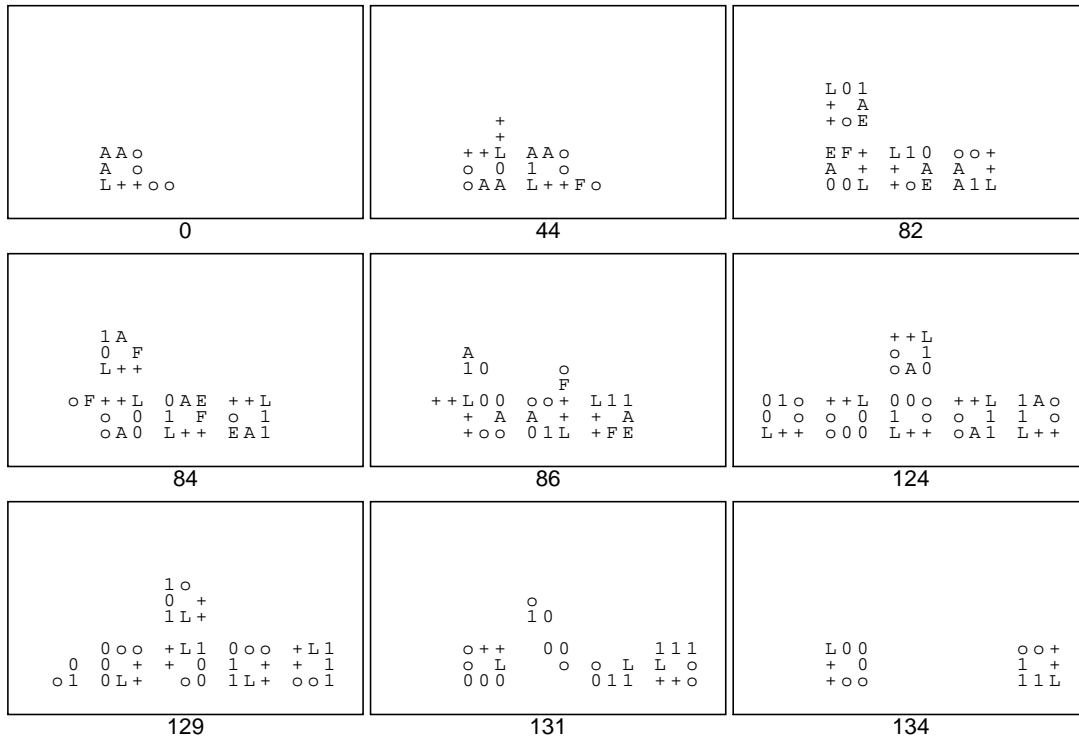 A A o
A o
L + + o o
0
+
+
+ + L A A o
o 0 1 o
o A A L + + F o
44
L 0 1
+ A
+ o E
E F + L 1 0 o o +
A + + A A +
0 0 L + o E A 1 L
82
1 A
0 F
L + +
o F + + L 0 A E + + L
o 0 1 F o 1
o A 0 L + + E A 1
84
A
1 0 o
F
+ + L 0 0 o o + L 1 1
+ A A + + A
+ o o 0 1 L + F E
86
+ + L
o 1
o A 0
0 1 o + + L 0 0 o + + L 1 A o
0 o o 0 1 o o 1 1 o
L + + o 0 0 L + + o A 1 L + +
124
1 o
0 +
1 L +
0 o o + L 1 0 o o + L 1
0 0 + + 0 1 + + 1
o 1 0 L + o 0 1 L + o o 1
129
o
1 0
o + + 0 0 1 1 1
o L o o L L o
0 0 0 0 1 1 + + o
131
L 0 0 o o +
+ 0 1 +
+ o o 1 1 L
134